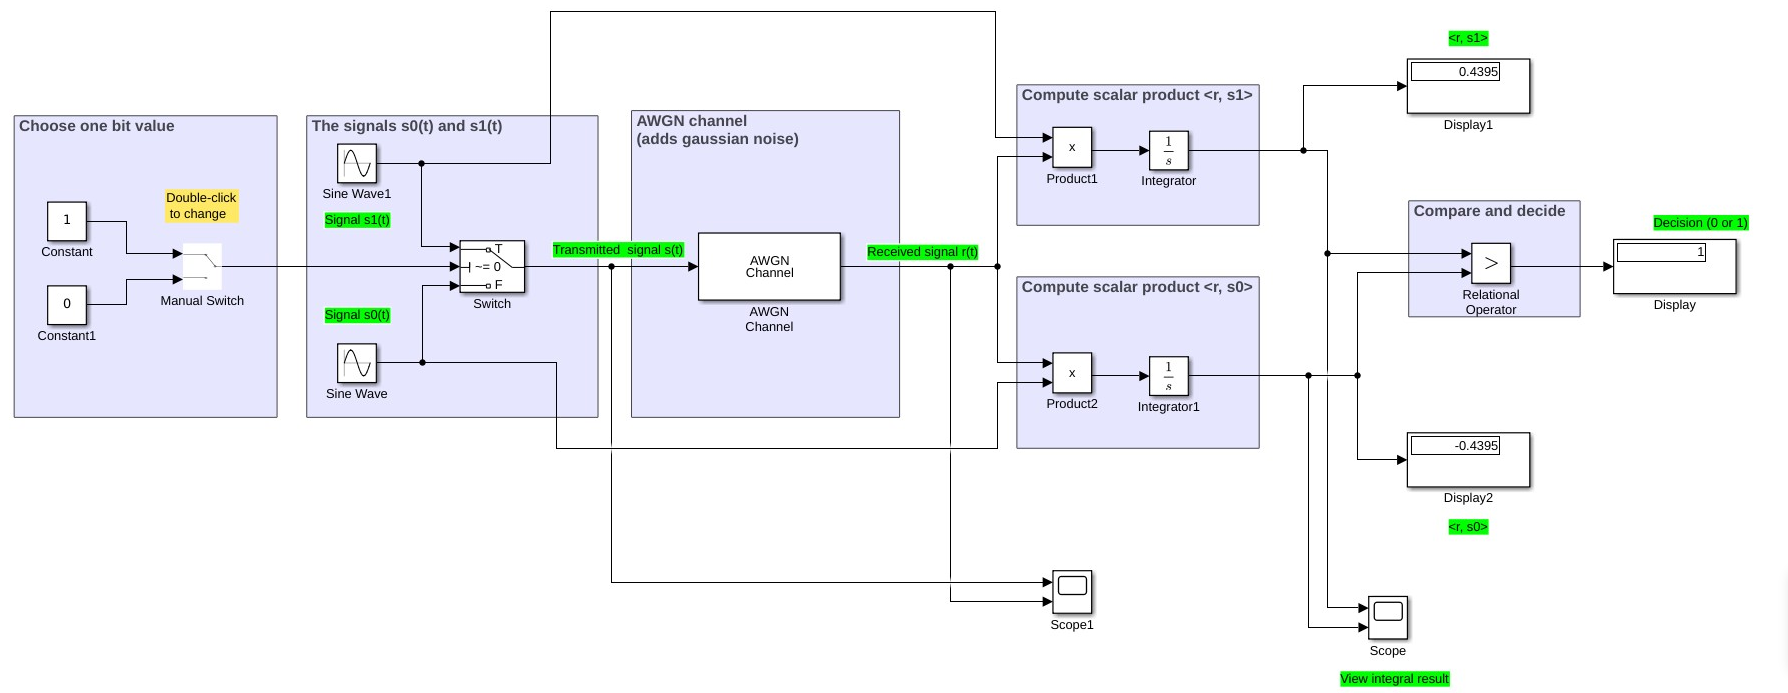 Choose one bit value
1
Constant
0
Constant1
Double-click
to change
Manual Switch
The signals s0(t) and s1(t)
Sine Wave1
Signal s1(t)
T
~= 0
F
Switch
Signal s0(t)
Sine Wave
Transmitted  signal s(t)
AWGN channel
(adds gaussian noise)
AWGN
Channel
AWGN
Channel
Received signal r(t)
Compute scalar product <r, s1>
x
Product1
1
s
Integrator
Compute scalar product <r, s0>
x
Product2
1
s
Integrator1
<r, s1>
0.4395
Display1
Compare and decide
>
Relational
Operator
Decision (0 or 1)
1
Display
-0.4395
Display2
<r, s0>
Scope1
Scope
View integral result